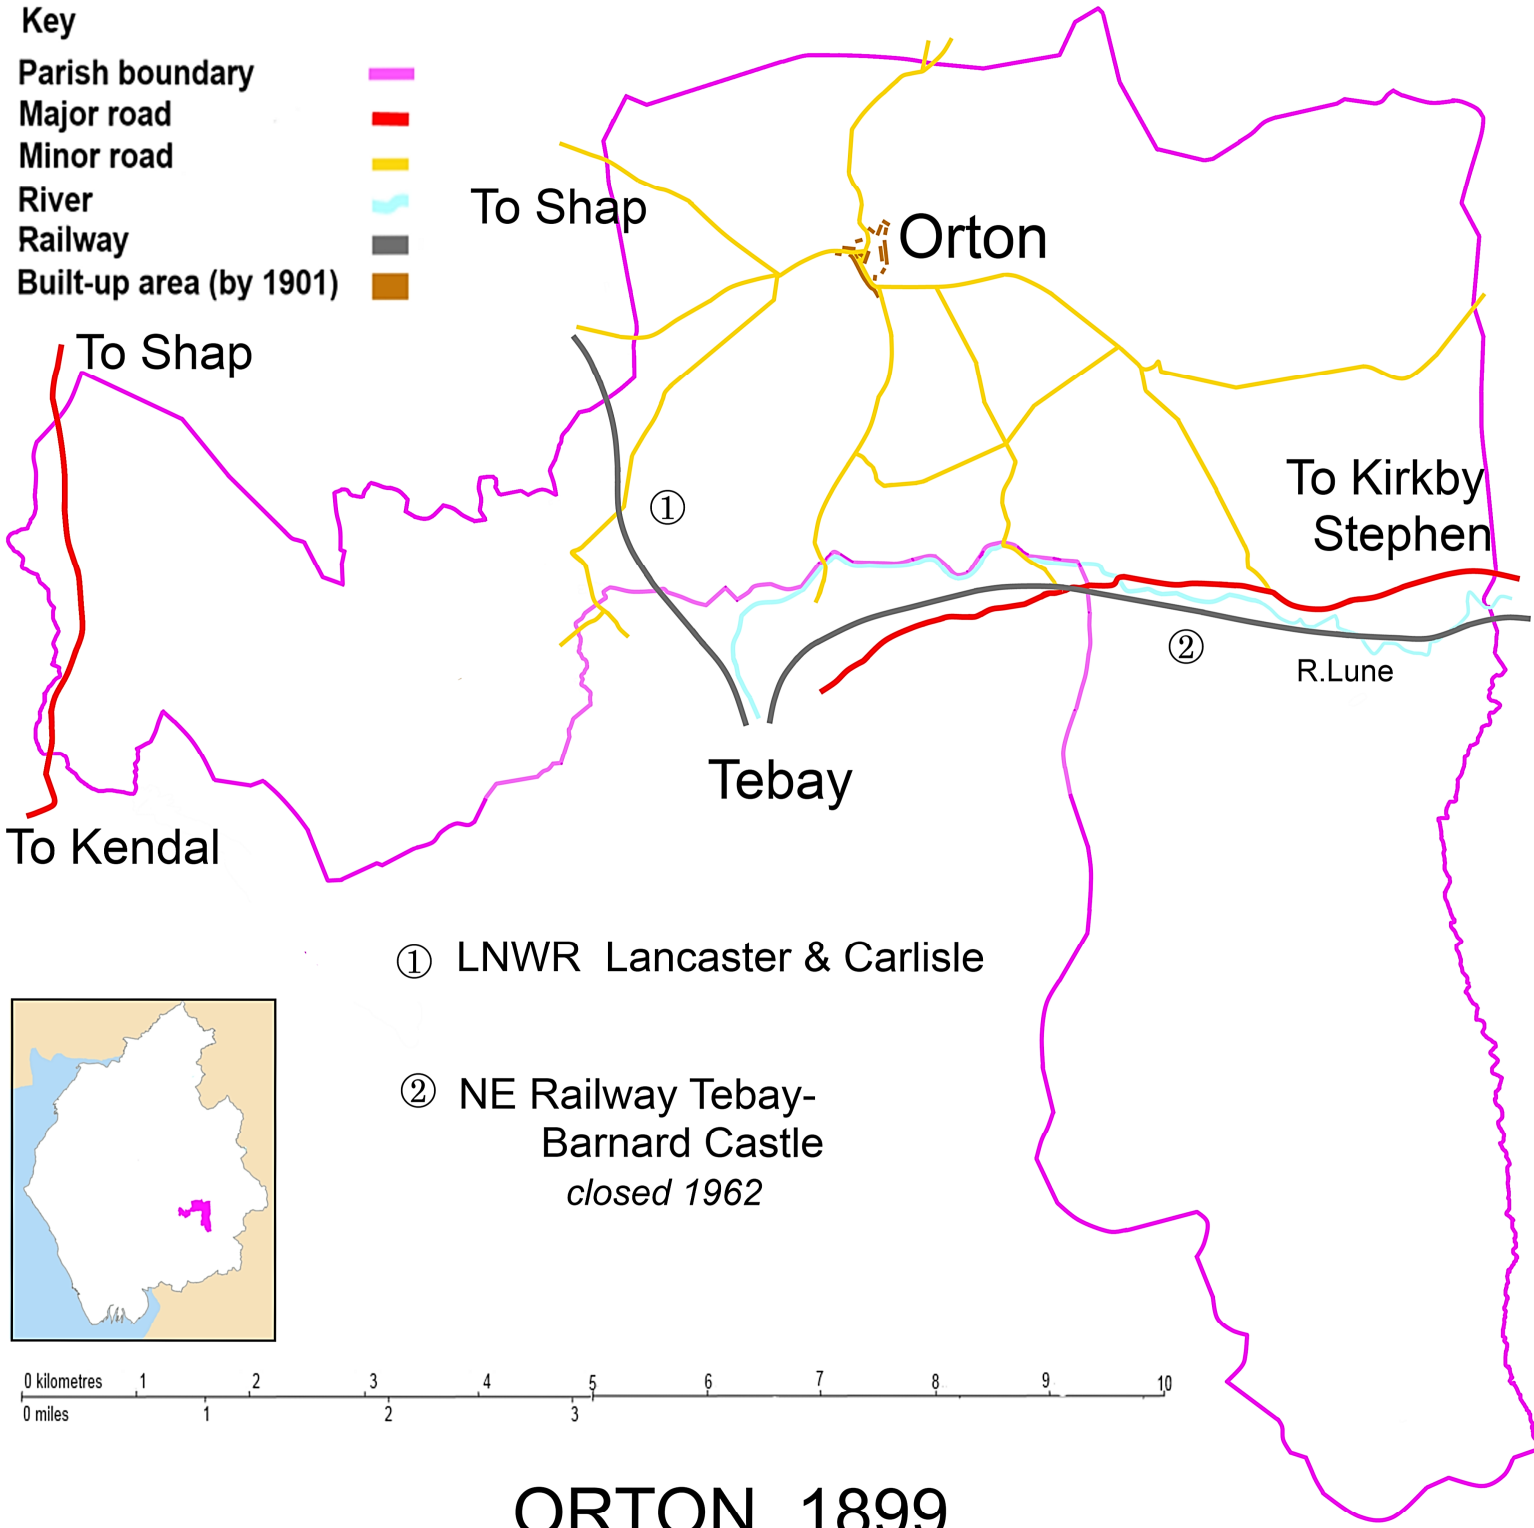 Key
Parish boundary
Major road
Minor road
River
Railway
Built-up area (by 1901)
To Shap
Orton
To Shap
To Kirkby
Stephen
①
②
R.Lune
Tebay
To Kendal
① LNWR Lancaster & Carlisle
② NE Railway Tebay-
Barnard Castle
closed 1962
0 kilometres 1 2 3 4 5 6 7 8 9 10
0 miles 1 2 3
ORTON 1899